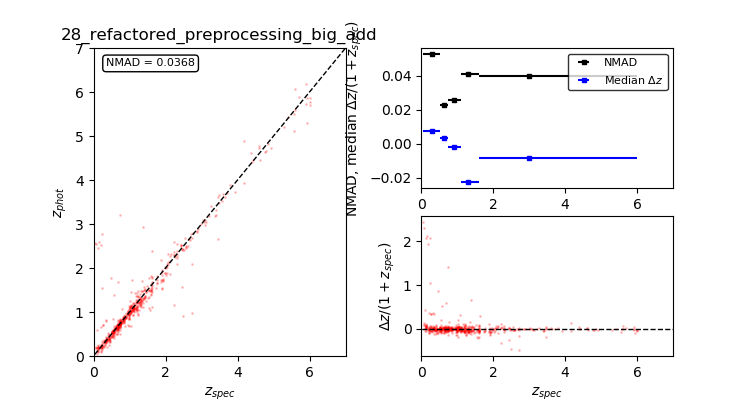 28_refactored_preprocessing_big_add
NMAD = 0.0368
z_phot
7
6
5
4
3
2
1
0
0 2 4 6
z_spec
NMAD, median Δz/(1 + z_spec)
NMAD
Median Δz
0.04
0.02
0.00
−0.02
0 2 4 6
Δz/(1 + z_spec)
2
1
0
0 2 4 6
z_spec